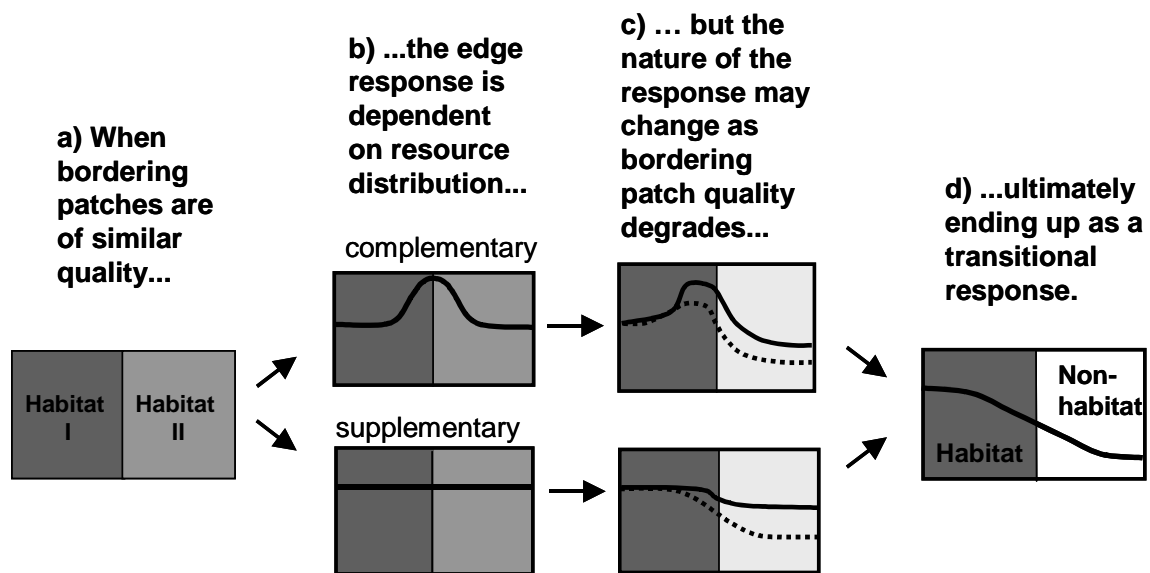 a) When
bordering
patches are
of similar
quality...
b) ...the edge
response is
dependent
on resource
distribution...
c) ... but the
nature of the
response may
change as
bordering
patch quality
degrades...
d) ...ultimately
ending up as a
transitional
response.
Habitat
I
Habitat
II
complementary
supplementary
Habitat
Non-
habitat